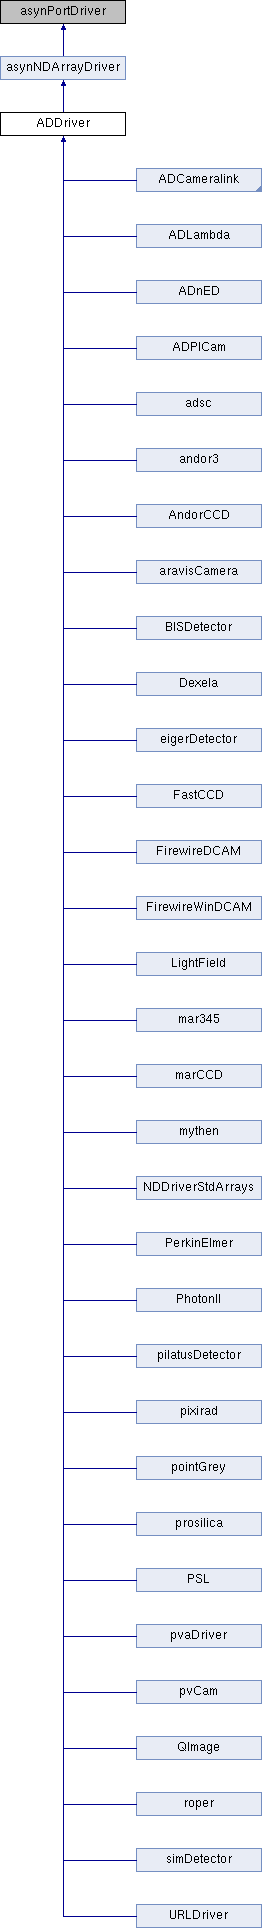 asynPortDriver
asynNDArrayDriver
ADDriver
ADCameralink
ADLambda
ADnED
ADPICam
adsc
andor3
AndorCCD
aravisCamera
BISDetector
Dexela
eigerDetector
FastCCD
FirewireDCAM
FirewireWinDCAM
LightField
mar345
marCCD
mythen
NDDriverStdArrays
PerkinElmer
PhotonII
pilatusDetector
pixirad
pointGrey
prosilica
PSL
pvaDriver
pvCam
QImage
roper
simDetector
URLDriver